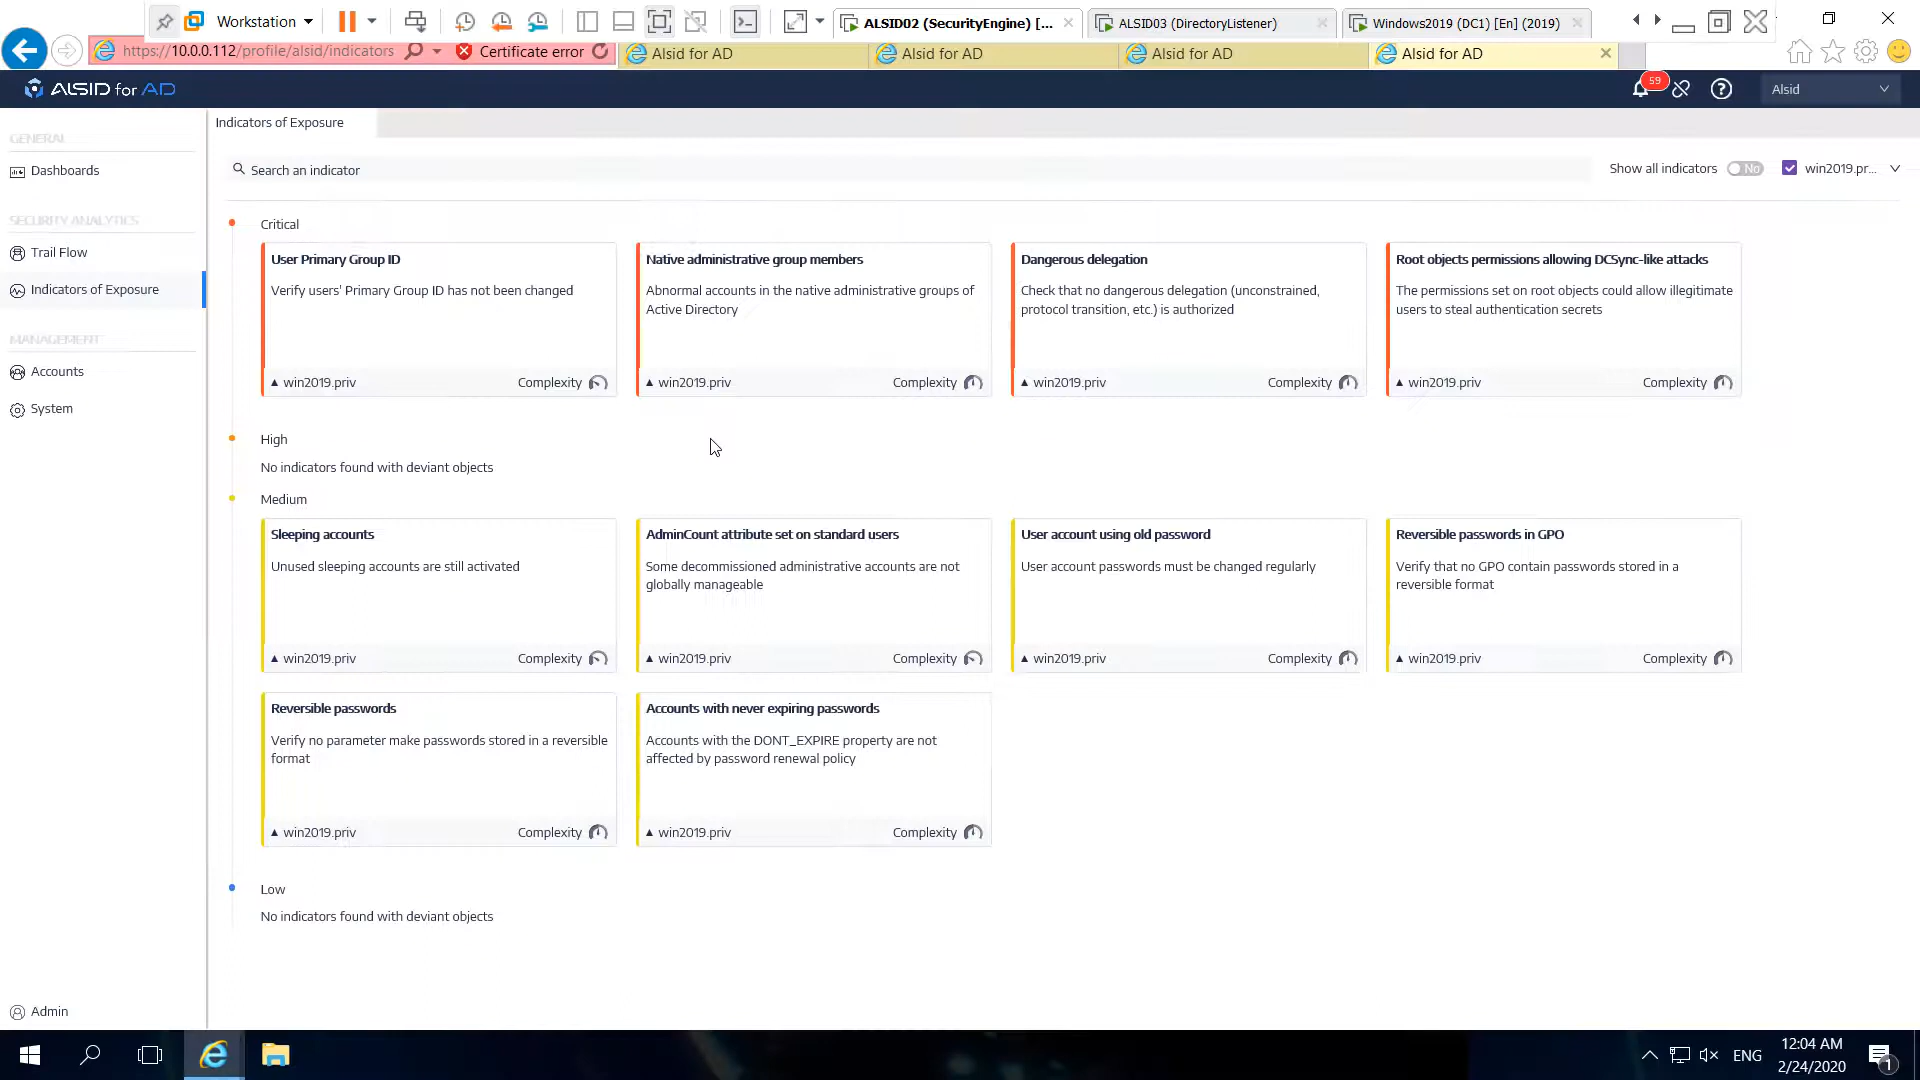 Workstation
ALSID02 (SecurityEngine) [...
ALSID03 (DirectoryListener)
Windows2019 (DC1) [En] (2019)
https://10.0.0.112/profile/alsid/indicators
Certificate error
Alsid for AD
Alsid for AD
Alsid for AD
Alsid for AD
ALSID for AD
59
Alsid
GENERAL
Dashboards
SECURITY ANALYTICS
Trail Flow
Indicators of Exposure
MANAGEMENT
Accounts
System
Admin
Indicators of Exposure
Search an indicator
Show all indicators
No
win2019.pr...
Critical
User Primary Group ID
Verify users' Primary Group ID has not been changed
win2019.priv
Complexity
Native administrative group members
Abnormal accounts in the native administrative groups of
Active Directory
win2019.priv
Complexity
Dangerous delegation
Check that no dangerous delegation (unconstrained,
protocol transition, etc.) is authorized
win2019.priv
Complexity
Root objects permissions allowing DCSync-like attacks
The permissions set on root objects could allow illegitimate
users to steal authentication secrets
win2019.priv
Complexity
High
No indicators found with deviant objects
Medium
Sleeping accounts
Unused sleeping accounts are still activated
win2019.priv
Complexity
AdminCount attribute set on standard users
Some decommissioned administrative accounts are not
globally manageable
win2019.priv
Complexity
User account using old password
User account passwords must be changed regularly
win2019.priv
Complexity
Reversible passwords in GPO
Verify that no GPO contain passwords stored in a
reversible format
win2019.priv
Complexity
Reversible passwords
Verify no parameter make passwords stored in a reversible
format
win2019.priv
Complexity
Accounts with never expiring passwords
Accounts with the DONT_EXPIRE property are not
affected by password renewal policy
win2019.priv
Complexity
Low
No indicators found with deviant objects
ENG
12:04 AM
2/24/2020
1